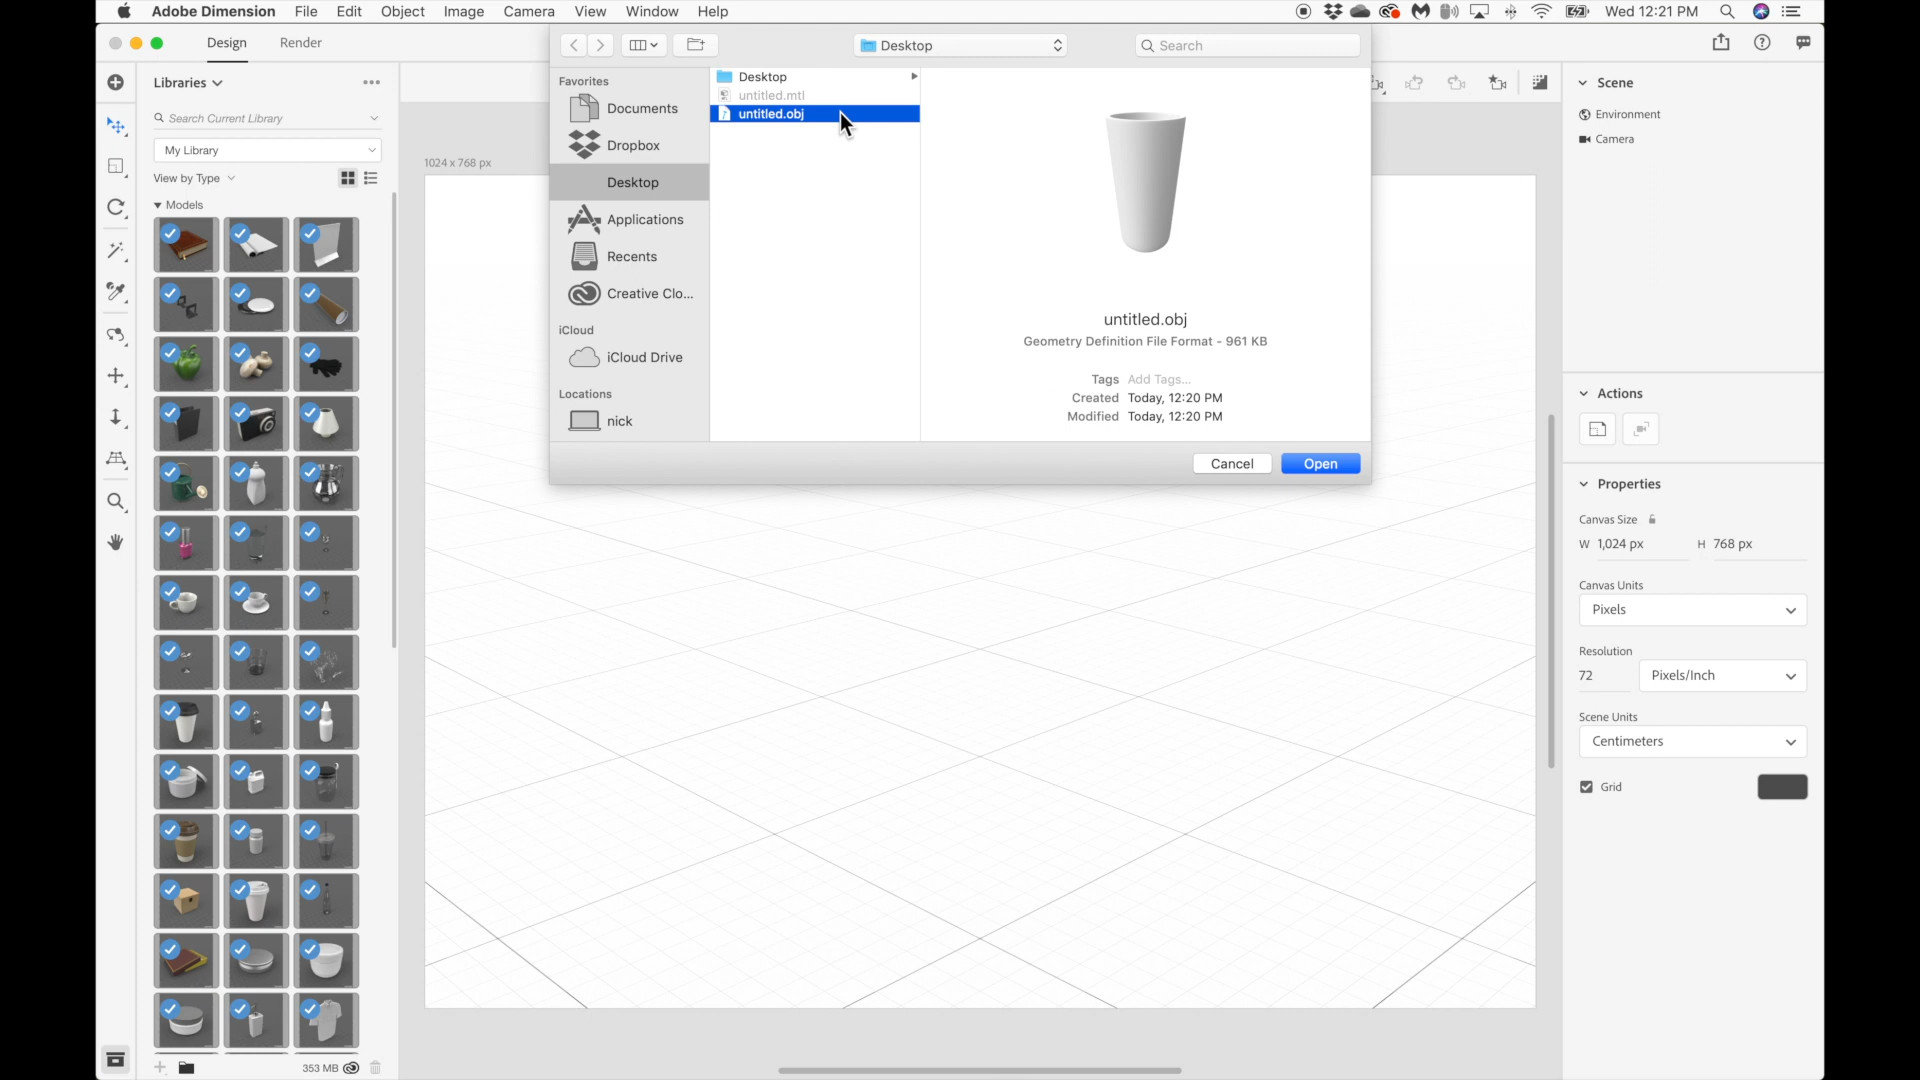 Adobe Dimension File Edit Object Image Camera View Window Help
Wed 12:21 PM
Design Render
Libraries
Search Current Library
My Library
View by Type
Models
353 MB
Desktop
Search
Favorites
Documents
Dropbox
Desktop
Applications
Recents
Creative Clo...
iCloud
iCloud Drive
Locations
nick
Desktop
untitled.mtl
untitled.obj
untitled.obj
Geometry Definition File Format - 961 KB
Tags Add Tags...
Created Today, 12:20 PM
Modified Today, 12:20 PM
Cancel Open
1024 x 768 px
Scene
Environment
Camera
Actions
Properties
Canvas Size
W 1,024 px H 768 px
Canvas Units
Pixels
Resolution
72 Pixels/Inch
Scene Units
Centimeters
Grid